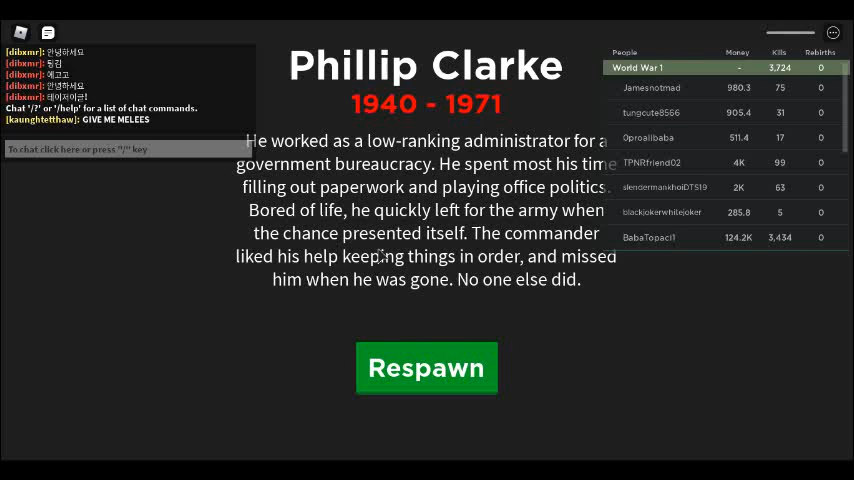 [dibxmr]: 안녕하세요
[dibxmr]: 팅김
[dibxmr]: 에고고
[dibxmr]: 안녕하세요
[dibxmr]: 테이저이글!
Chat '/?' or '/help' for a list of chat commands.
[kaunghtetthaw]: GIVE ME MELEES
To chat click here or press "/" key
Phillip Clarke
1940 - 1971
He worked as a low-ranking administrator for a
government bureaucracy. He spent most his time
filling out paperwork and playing office politics.
Bored of life, he quickly left for the army when
the chance presented itself. The commander
liked his help keeping things in order, and missed
him when he was gone. No one else did.
Respawn
People Money Kills Rebirths
World War 1 - 3,724 0
Jamesnotmad 980.3 75 0
tungcute8566 905.4 31 0
0proalibaba 511.4 17 0
TPNRfriend02 4K 99 0
slendermankhoiDTS19 2K 63 0
blackjokerwhitejoker 285.8 5 0
BabaTopaci1 124.2K 3,434 0